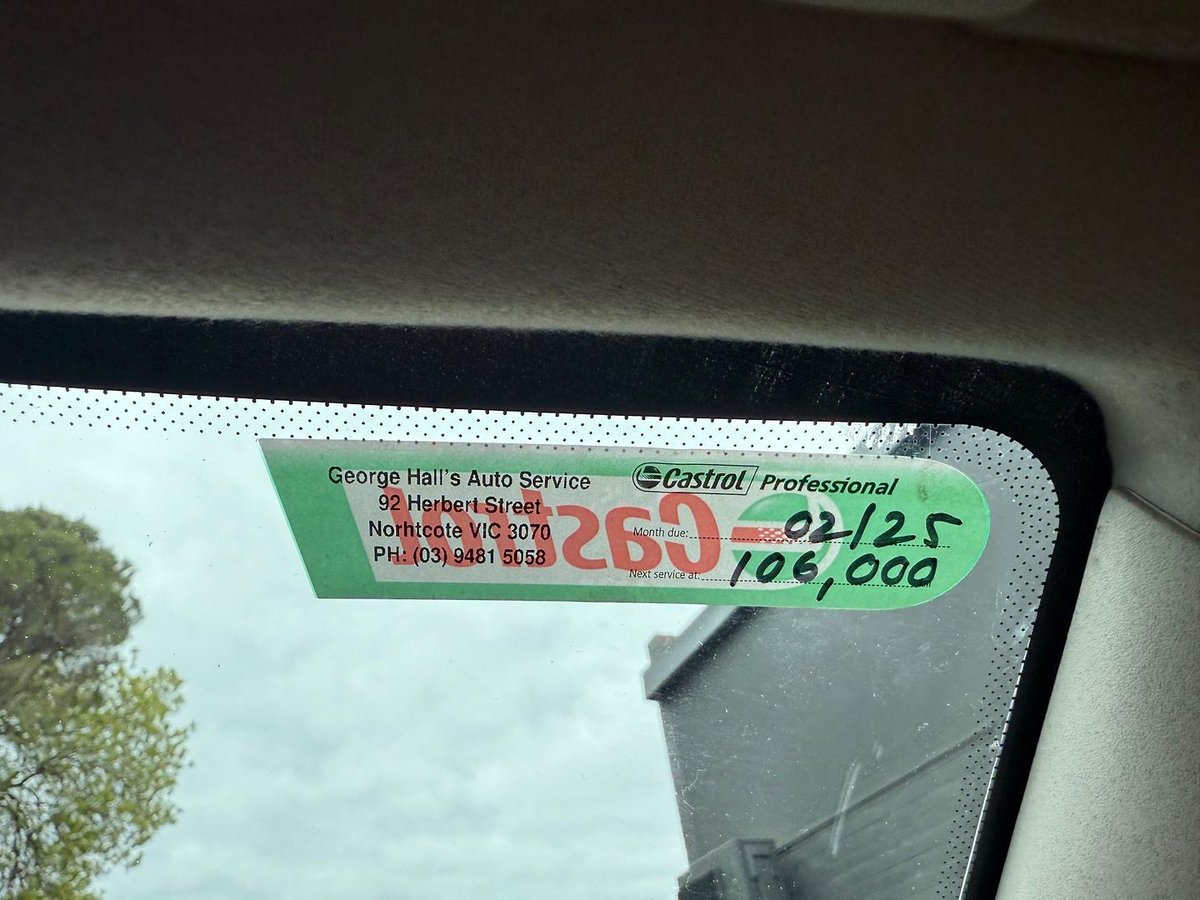 George Hall's Auto Service
92 Herbert Street
Norhtcote VIC 3070
PH: (03) 9481 5058
Castrol Professional
Month due: 02/25
Next service at: 106,000
Castrol